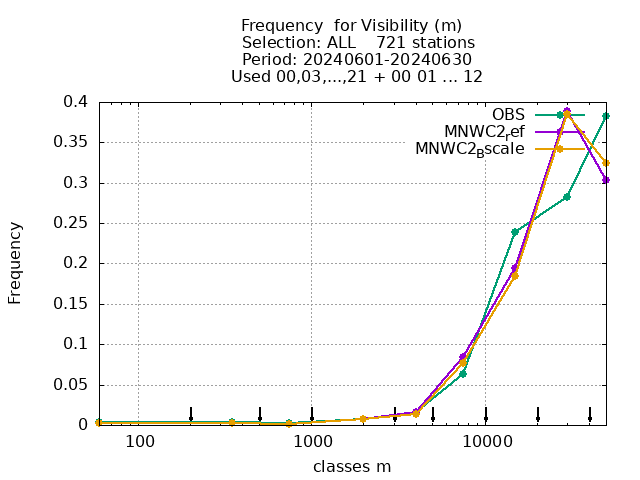 Frequency  for Visibility (m)
Selection: ALL    721 stations
Period: 20240601-20240630
Used 00,03,...,21 + 00 01 ... 12
OBS
MNWC2ref
MNWC2Bscale
0.4
0.35
0.3
0.25
0.2
0.15
0.1
0.05
0
Frequency
100
1000
10000
classes m